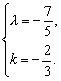 λ = −7/5,
k = −2/3.